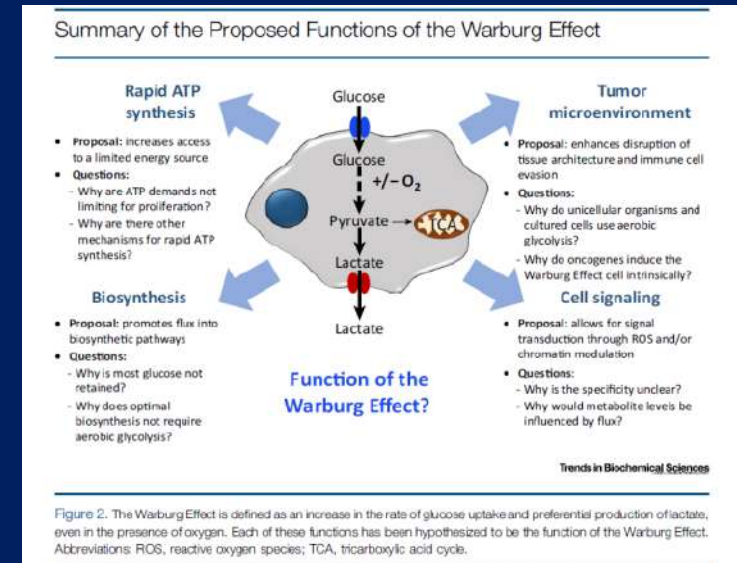 Summary of the Proposed Functions of the Warburg Effect
Rapid ATP
synthesis
• Proposal: increases access
to a limited energy source
• Questions:
- Why are ATP demands not
limiting for proliferation?
- Why are there other
mechanisms for rapid ATP
synthesis?
Biosynthesis
• Proposal: promotes flux into
biosynthetic pathways
• Questions:
- Why is most glucose not
retained?
- Why does optimal
biosynthesis not require
aerobic glycolysis?
Glucose
Glucose
+/− O₂
Pyruvate
TCA
Lactate
Lactate
Function of the
Warburg Effect?
Tumor
microenvironment
• Proposal: enhances disruption of
tissue architecture and immune cell
evasion
• Questions:
- Why do unicellular organisms and
cultured cells use aerobic
glycolysis?
- Why do oncogenes induce the
Warburg Effect cell intrinsically?
Cell signaling
• Proposal: allows for signal
transduction through ROS and/or
chromatin modulation
• Questions:
- Why is the specificity unclear?
- Why would metabolite levels be
influenced by flux?
Trends in Biochemical Sciences
Figure 2. The Warburg Effect is defined as an increase in the rate of glucose uptake and preferential production of lactate,
even in the presence of oxygen. Each of these functions has been hypothesized to be the function of the Warburg Effect.
Abbreviations: ROS, reactive oxygen species; TCA, tricarboxylic acid cycle.